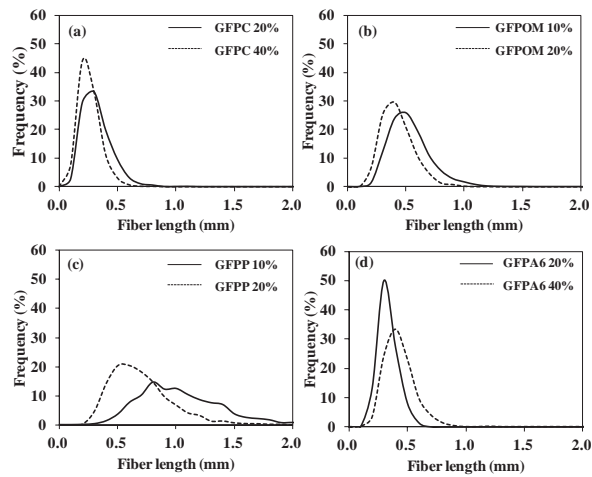 (a)
GFPC 20%
GFPC 40%
Frequency (%)
60
50
40
30
20
10
0
0.0 0.5 1.0 1.5 2.0
Fiber length (mm)
(b)
GFPOM 10%
GFPOM 20%
Frequency (%)
60
50
40
30
20
10
0
0.0 0.5 1.0 1.5 2.0
Fiber length (mm)
(c)
GFPP 10%
GFPP 20%
Frequency (%)
60
50
40
30
20
10
0
0.0 0.5 1.0 1.5 2.0
Fiber length (mm)
(d)
GFPA6 20%
GFPA6 40%
Frequency (%)
60
50
40
30
20
10
0
0.0 0.5 1.0 1.5 2.0
Fiber length (mm)